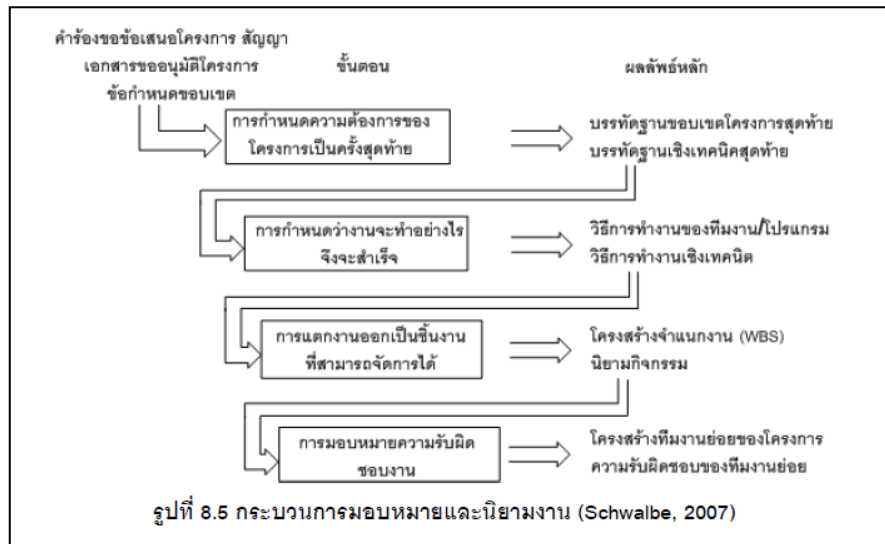 คำร้องขอข้อเสนอโครงการ สัญญา
เอกสารขออนุมัติโครงการ
ข้อกำหนดขอบเขต
ขั้นตอน
ผลลัพธ์หลัก
การกำหนดความต้องการของ
โครงการเป็นครั้งสุดท้าย
บรรทัดฐานขอบเขตโครงการสุดท้าย
บรรทัดฐานเชิงเทคนิคสุดท้าย
การกำหนดว่างานจะทำอย่างไร
จึงจะสำเร็จ
วิธีการทำงานของทีมงาน/โปรแกรม
วิธีการทำงานเชิงเทคนิต
การแตกงานออกเป็นชิ้นงาน
ที่สามารถจัดการได้
โครงสร้างจำแนกงาน (WBS)
นิยามกิจกรรม
การมอบหมายความรับผิด
ชอบงาน
โครงสร้างทีมงานย่อยของโครงการ
ความรับผิดชอบของทีมงานย่อย
รูปที่ 8.5 กระบวนการมอบหมายและนิยามงาน (Schwalbe, 2007)